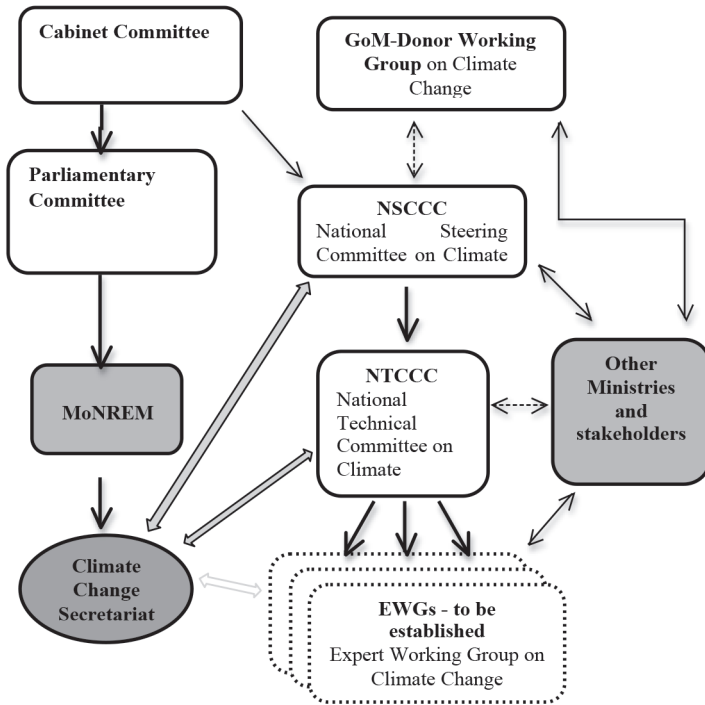 Cabinet Committee
GoM-Donor Working
Group on Climate
Change
Parliamentary
Committee
NSCCC
National Steering
Committee on Climate
MoNREM
NTCCC
National
Technical
Committee on
Climate
Other
Ministries
and
stakeholders
Climate
Change
Secretariat
EWGs - to be
established
Expert Working Group on
Climate Change